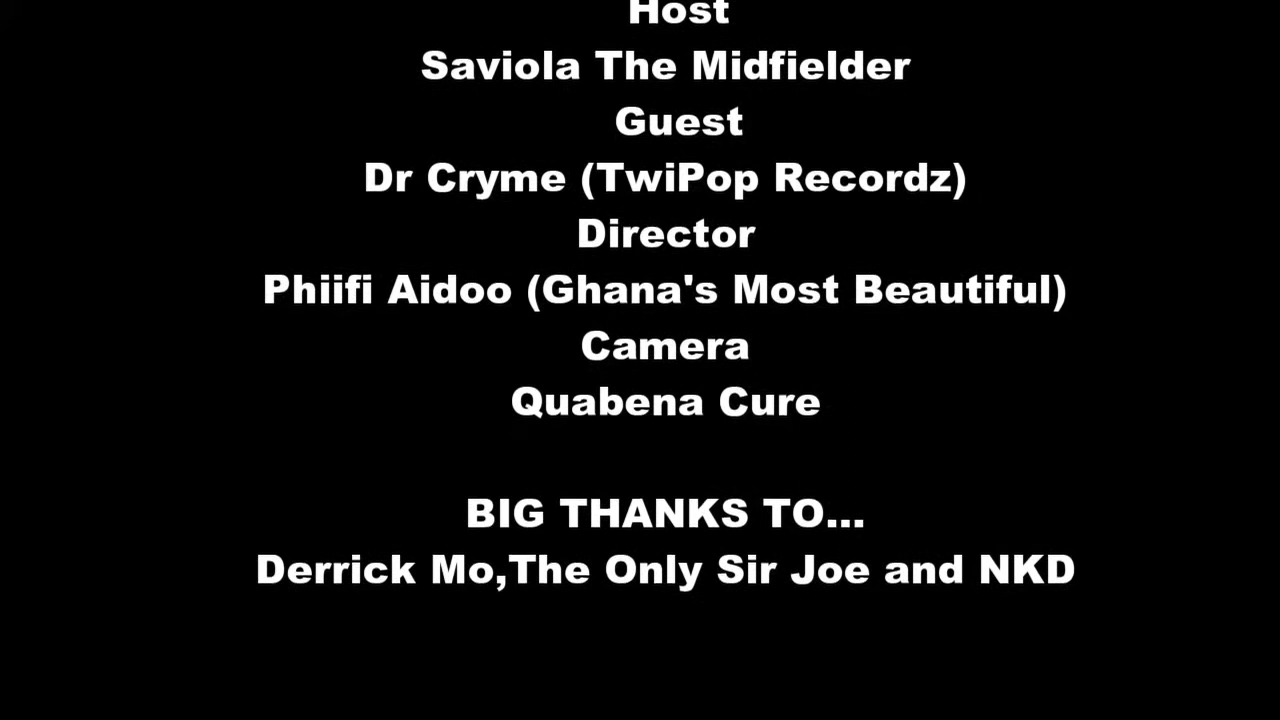 Host
Saviola The Midfielder
Guest
Dr Cryme (TwiPop Recordz)
Director
Phiifi Aidoo (Ghana's Most Beautiful)
Camera
Quabena Cure
BIG THANKS TO...
Derrick Mo,The Only Sir Joe and NKD